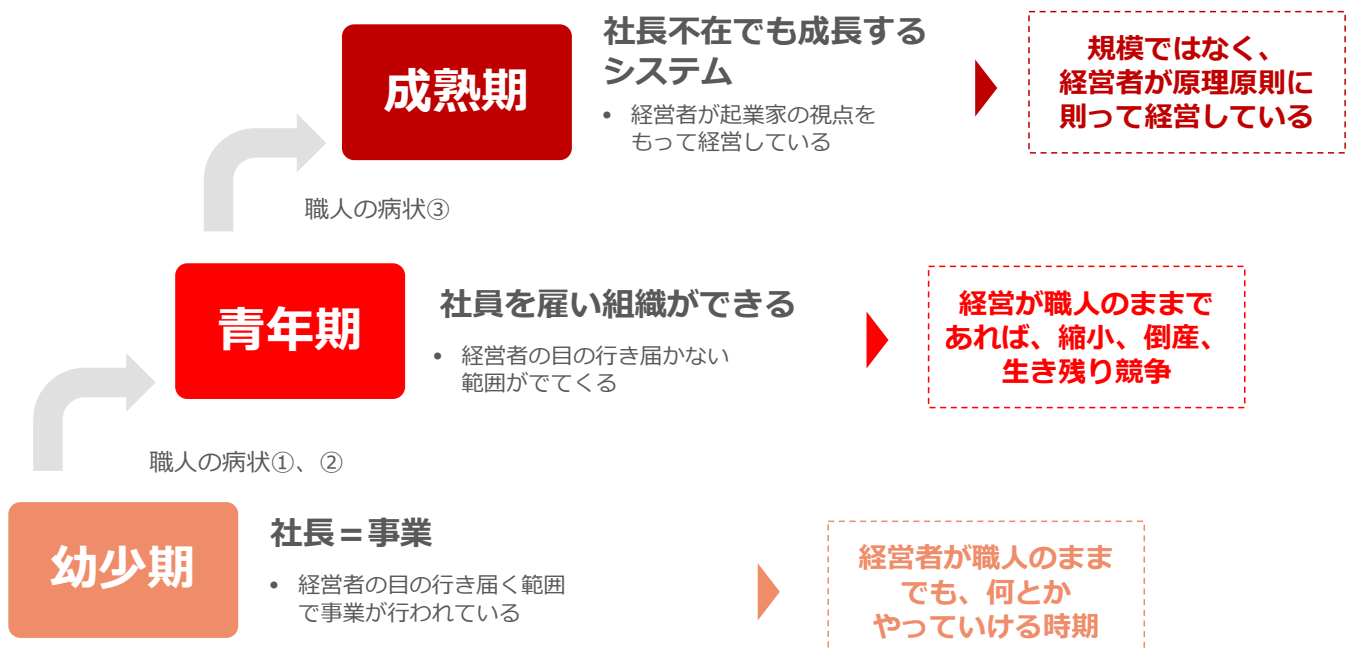 成熟期
社長不在でも成長する
システム
• 経営者が起業家の視点を
もって経営している
規模ではなく、
経営者が原理原則に
則って経営している
職人の病状③
青年期
社員を雇い組織ができる
• 経営者の目の行き届かない
範囲がでてくる
経営が職人のままで
あれば、縮小、倒産、
生き残り競争
職人の病状①、②
幼少期
社長＝事業
• 経営者の目の行き届く範囲
で事業が行われている
経営者が職人のまま
でも、何とか
やっていける時期